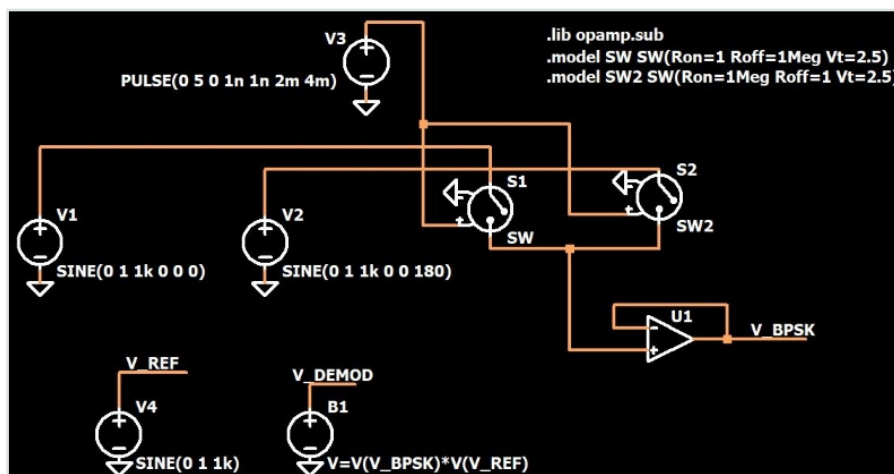 V3
.lib opamp.sub
.model SW SW(Ron=1 Roff=1Meg Vt=2.5)
.model SW2 SW(Ron=1Meg Roff=1 Vt=2.5)
PULSE(0 5 0 1n 1n 2m 4m)
S1
S2
V1
V2
SW
SW2
SINE(0 1 1k 0 0 0)
SINE(0 1 1k 0 0 180)
U1
V_BPSK
V_REF
V_DEMOD
V4
B1
SINE(0 1 1k)
V=V(V_BPSK)*V(V_REF)